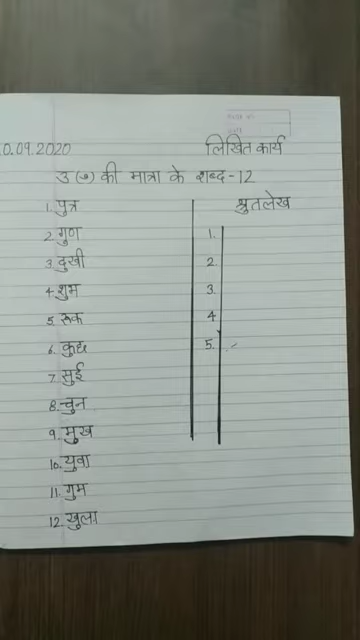 0.09.2020 लिखित कार्य
उ (ु) की मात्रा के शब्द-12
1. पुत्र श्रुतलेख
2. गुण 1.
3. दुखी 2.
4. शुभ 3.
5. रूक 4
6. कुछ 5.
7. सुई
8. चुन
9. मुख
10. युवा
11. गुम
12. खुला